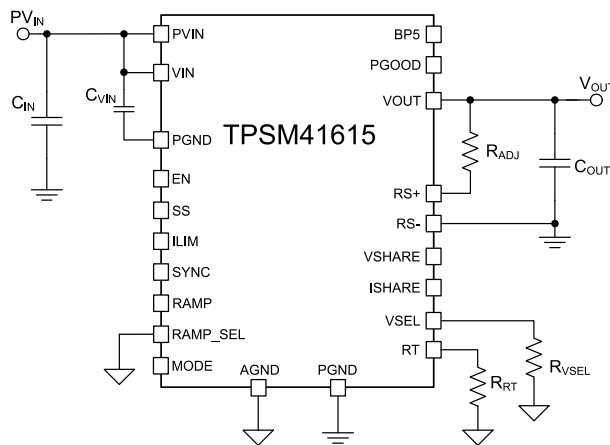 PVIN
PVIN
VIN
CIN
CVIN
PGND
EN
SS
ILIM
SYNC
RAMP
RAMP_SEL
MODE
TPSM41615
AGND
PGND
BP5
PGOOD
VOUT
RS+
RS-
VSHARE
ISHARE
VSEL
RT
VOUT
RADJ
COUT
RVSEL
RRT